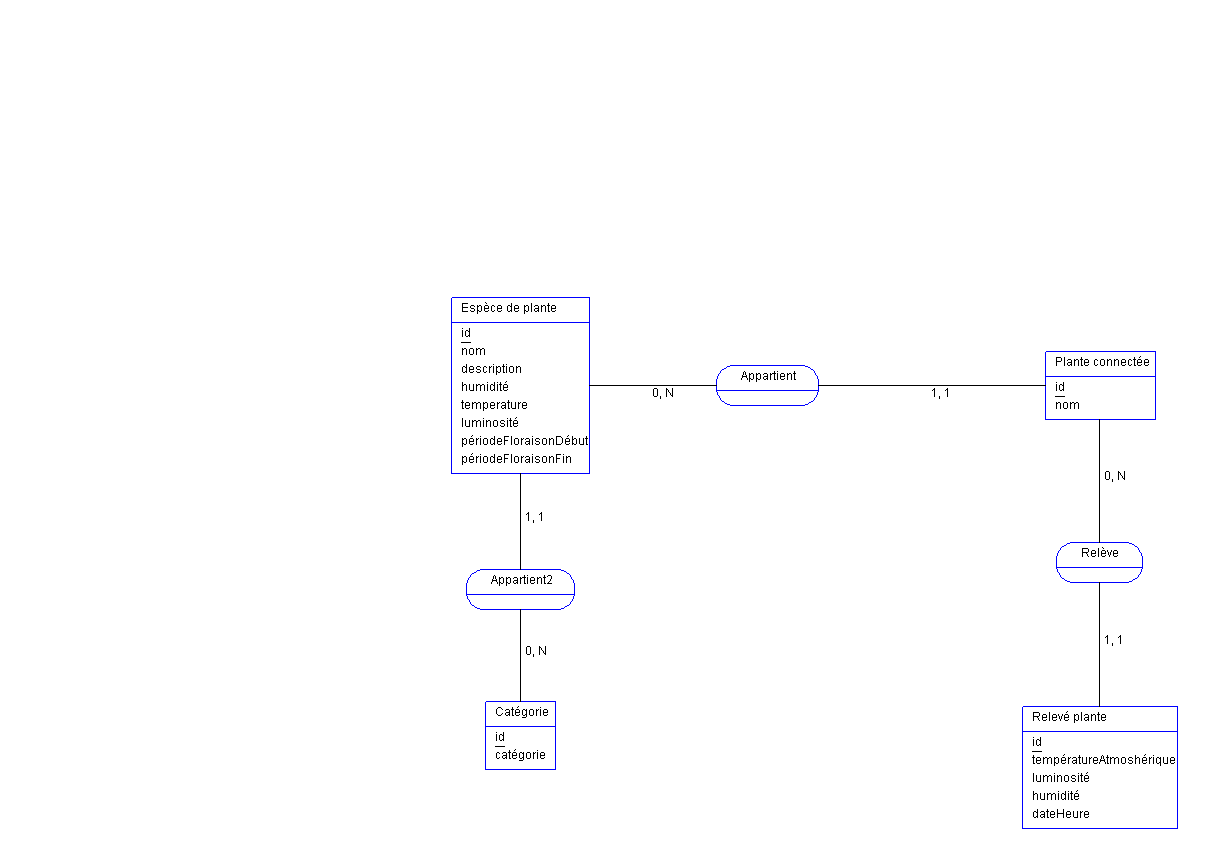 Espèce de plante
id
nom
description
humidité
temperature
luminosité
périodeFloraisonDébut
périodeFloraisonFin
0, N
Appartient
1, 1
Plante connectée
id
nom
0, N
Relève
1, 1
Relevé plante
id
températureAtmoshérique
luminosité
humidité
dateHeure
1, 1
Appartient2
0, N
Catégorie
id
catégorie